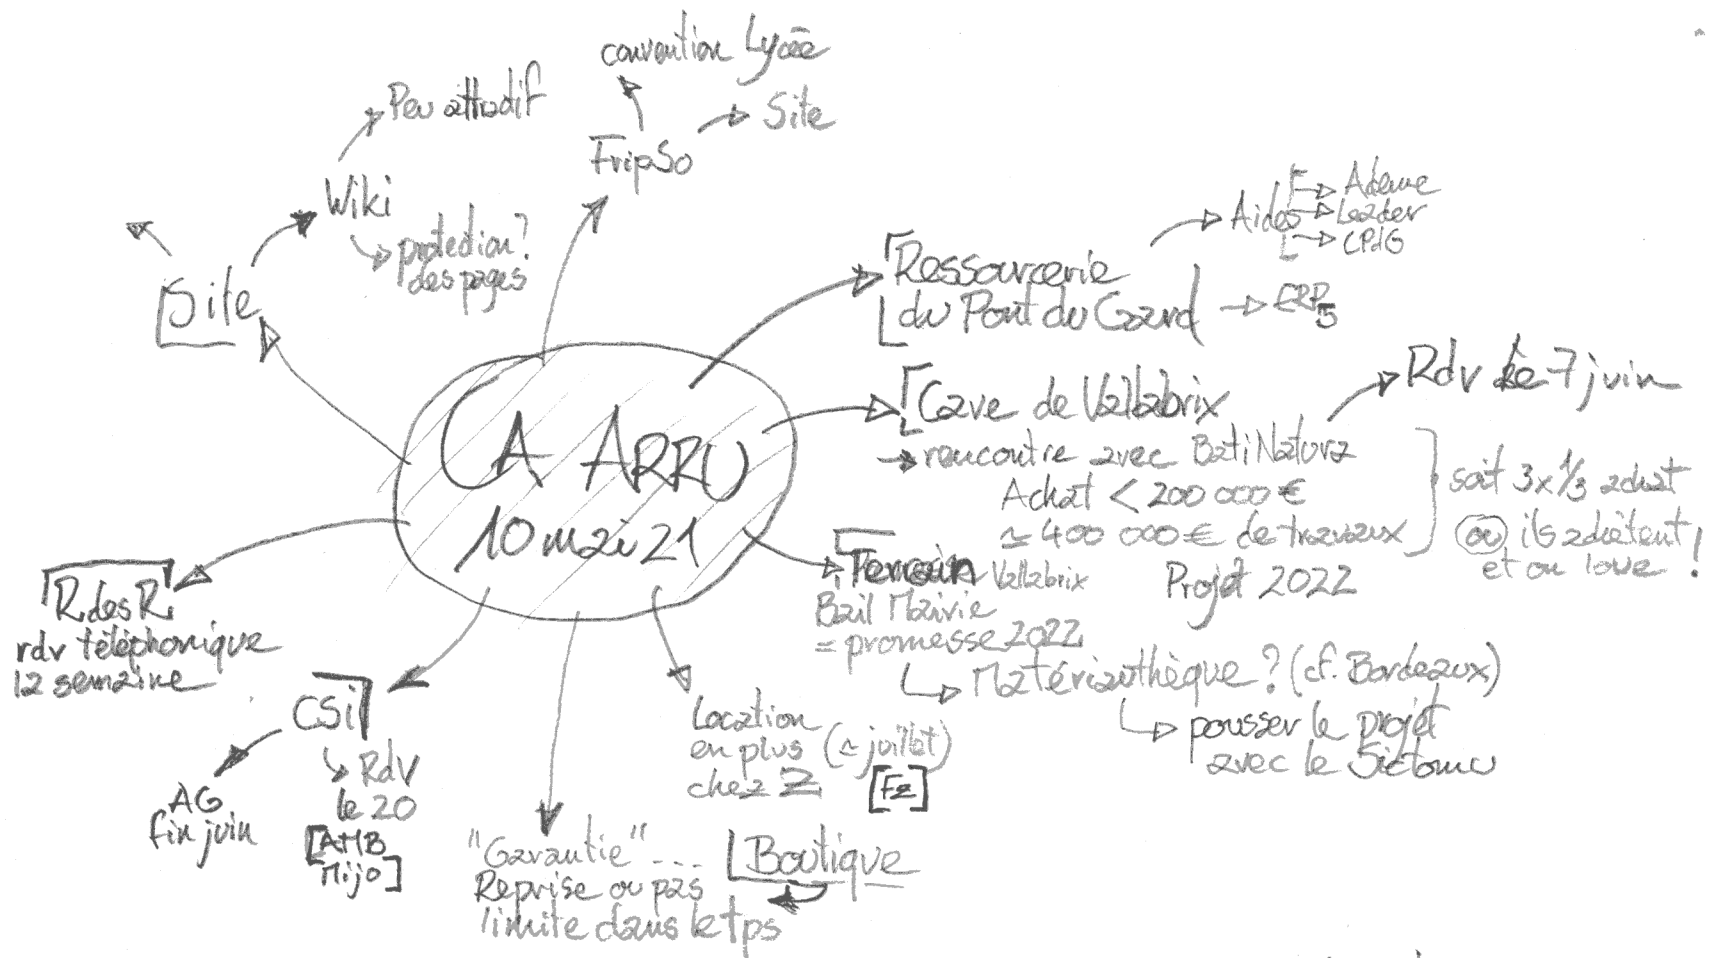 convention Lycée
Site
FripSo
Peu attractif
Wiki
protection?
des pages
Site
Aides
Ademe
Leader
CPdG
Ressourcerie
du Pont du Gard
ERP
5
Cave de Vallabrix
Rdv le 7 juin
rencontre avec BatiNatura
Achat < 200 000 €
≃ 400 000 € de travaux
Projet 2022
soit 3x 1/3 achat
ou ils achètent
et on loue !
CA ARRU
10 mai 21
Terrain Vallabrix
Bail Mairie
= promesse 2022
Matériauthèque ? (cf. Bordeaux)
pousser le projet
avec le Sictomu
RdesR
rdv téléphonique
12 semaine
CSi
Rdv
le 20
[AMB
Mijo]
AG
fin juin
Location
en plus (≃ juillet)
chez Z
[Fz]
"Garantie" ....
Reprise ou pas
limite dans le tps
Boutique